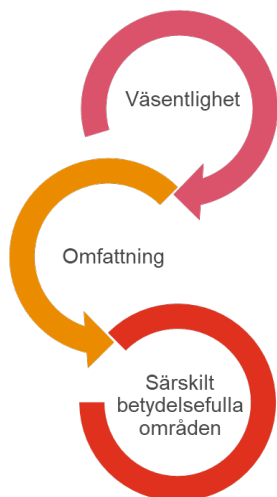 Väsentlighet
Omfattning
Särskilt
betydelsefulla
områden